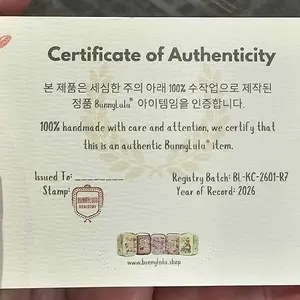 Certificate of Authenticity
본 제품은 세심한 주의 아래 100% 수작업으로 제작된
정품 BunnyLulu® 아이템임을 인증합니다.
100% handmade with care and attention, we certify that
this is an authentic BunnyLulu® item.
Issued To: _________
Registry Batch: BL-KC-2601-R7
Stamp:
Year of Record: 2026
BUNNYLULU
REGISTRY
www.bunnylulu.shop